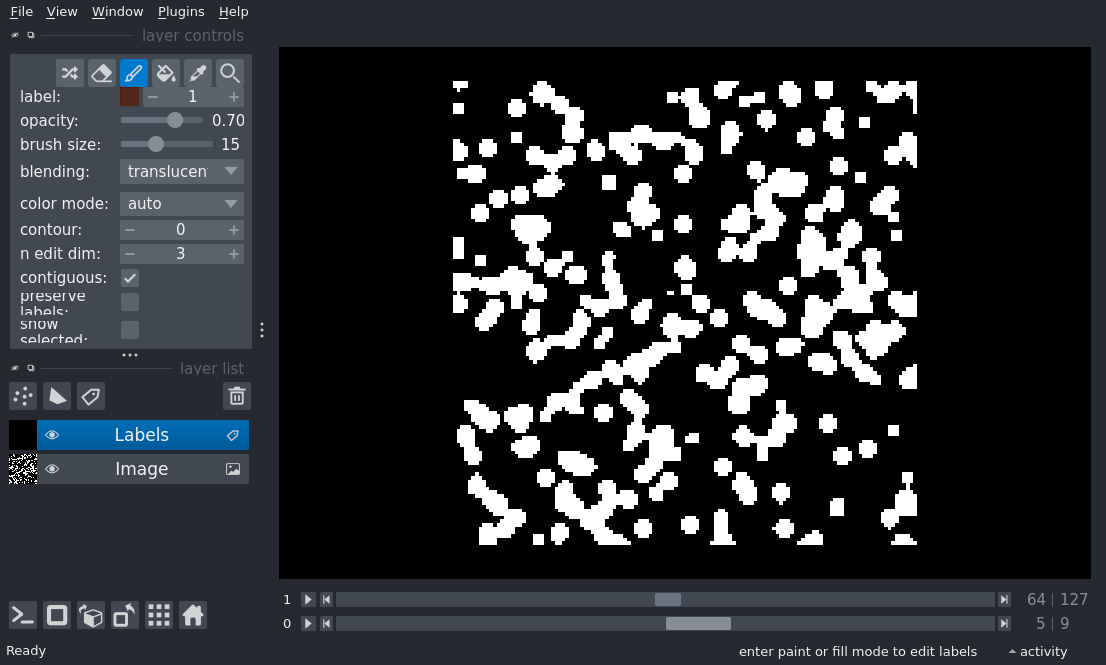 File View Window Plugins Help
layer controls
label: 1
opacity: 0.70
brush size: 15
blending: translucen
color mode: auto
contour: 0
n edit dim: 3
contiguous:
preserve
labels:
show
selected:
layer list
Labels
Image
1 64 | 127
0 5 | 9
Ready enter paint or fill mode to edit labels activity